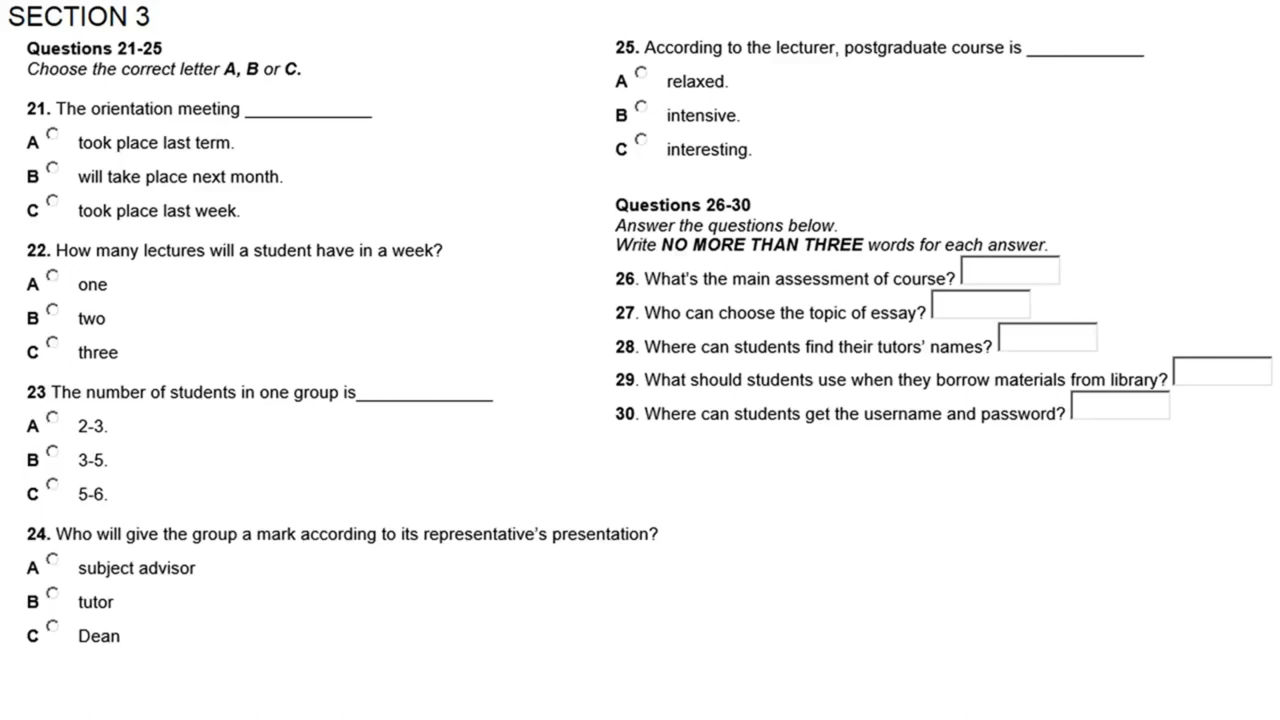 SECTION 3
Questions 21-25
Choose the correct letter A, B or C.
21. The orientation meeting _____________
A took place last term.
B will take place next month.
C took place last week.
22. How many lectures will a student have in a week?
A one
B two
C three
23 The number of students in one group is______________
A 2-3.
B 3-5.
C 5-6.
24. Who will give the group a mark according to its representative's presentation?
A subject advisor
B tutor
C Dean
25. According to the lecturer, postgraduate course is ____________
A relaxed.
B intensive.
C interesting.
Questions 26-30
Answer the questions below.
Write NO MORE THAN THREE words for each answer.
26. What's the main assessment of course?
27. Who can choose the topic of essay?
28. Where can students find their tutors' names?
29. What should students use when they borrow materials from library?
30. Where can students get the username and password?